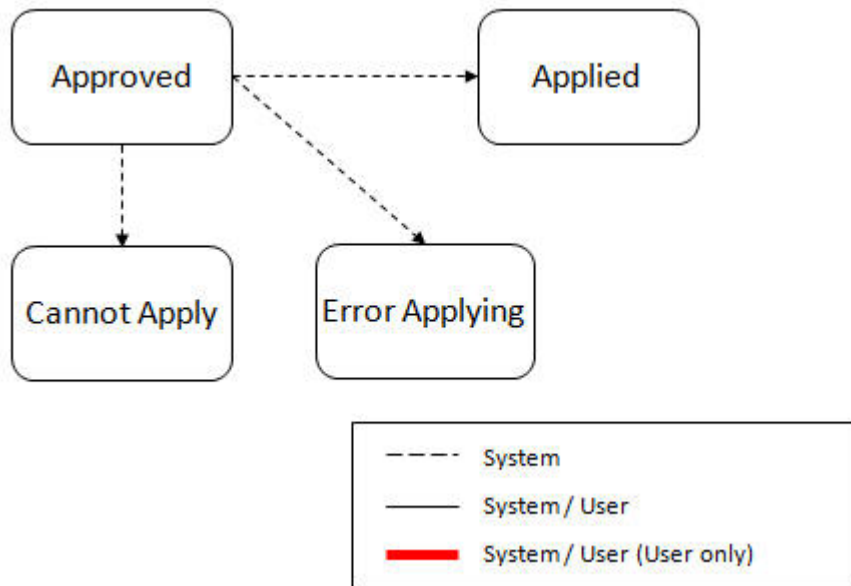 Approved
Applied
Cannot Apply
Error Applying
System
System / User
System / User (User only)